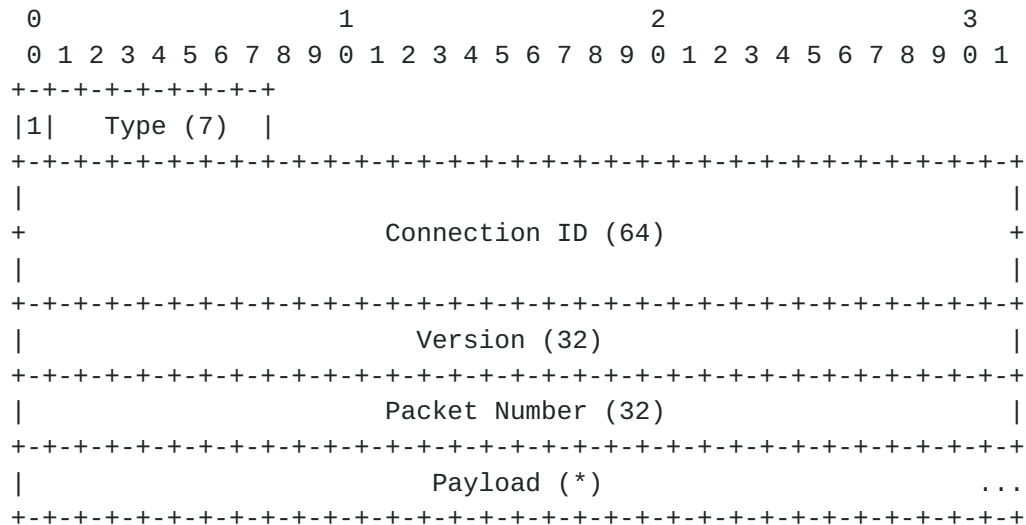 0                   1                   2                   3
 0 1 2 3 4 5 6 7 8 9 0 1 2 3 4 5 6 7 8 9 0 1 2 3 4 5 6 7 8 9 0 1
+-+-+-+-+-+-+-+-+
|1|   Type (7)  |
+-+-+-+-+-+-+-+-+-+-+-+-+-+-+-+-+-+-+-+-+-+-+-+-+-+-+-+-+-+-+-+-+
|                                                               |
+                       Connection ID (64)                      +
|                                                               |
+-+-+-+-+-+-+-+-+-+-+-+-+-+-+-+-+-+-+-+-+-+-+-+-+-+-+-+-+-+-+-+-+
|                         Version (32)                          |
+-+-+-+-+-+-+-+-+-+-+-+-+-+-+-+-+-+-+-+-+-+-+-+-+-+-+-+-+-+-+-+-+
|                       Packet Number (32)                      |
+-+-+-+-+-+-+-+-+-+-+-+-+-+-+-+-+-+-+-+-+-+-+-+-+-+-+-+-+-+-+-+-+
|                          Payload (*)                        ...
+-+-+-+-+-+-+-+-+-+-+-+-+-+-+-+-+-+-+-+-+-+-+-+-+-+-+-+-+-+-+-+-+